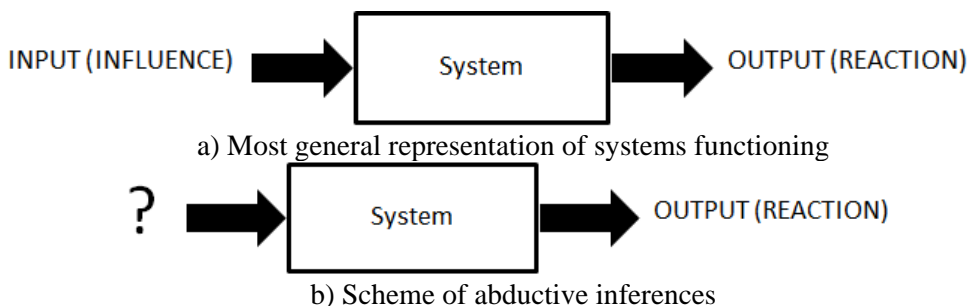 INPUT (INFLUENCE) System OUTPUT (REACTION)
a) Most general representation of systems functioning
? System OUTPUT (REACTION)
b) Scheme of abductive inferences